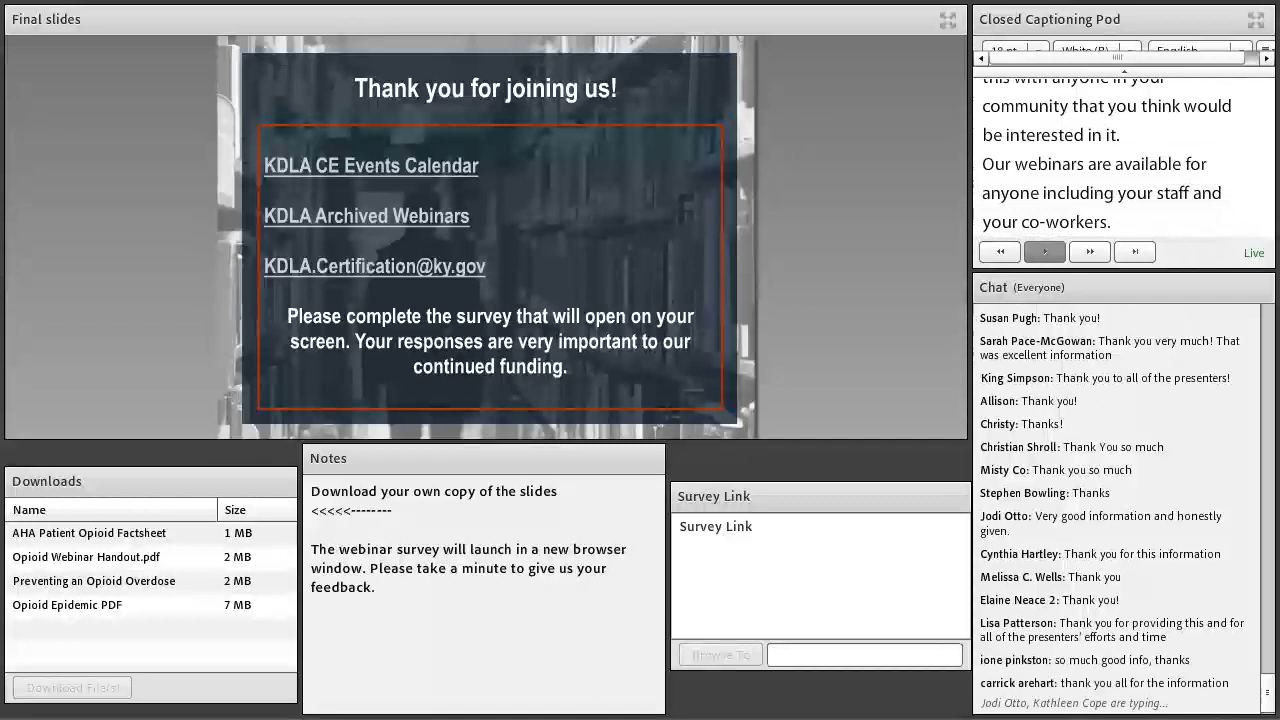 Final slides
Thank you for joining us!
KDLA CE Events Calendar
KDLA Archived Webinars
KDLA.Certification@ky.gov
Please complete the survey that will open on your
screen. Your responses are very important to our
continued funding.
Closed Captioning Pod
18 pt
White (B)
English
this with anyone in your
community that you think would
be interested in it.
Our webinars are available for
anyone including your staff and
your co-workers.
Live
Chat (Everyone)
Susan Pugh: Thank you!
Sarah Pace-McGowan: Thank you very much! That
was excellent information
King Simpson: Thank you to all of the presenters!
Allison: Thank you!
Christy: Thanks!
Christian Shroll: Thank You so much
Misty Co: Thank you so much
Stephen Bowling: Thanks
Jodi Otto: Very good information and honestly
given.
Cynthia Hartley: Thank you for this information
Melissa C. Wells: Thank you
Elaine Neace 2: Thank you!
Lisa Patterson: Thank you for providing this and for
all of the presenters' efforts and time
ione pinkston: so much good info, thanks
carrick arehart: thank you all for the information
Jodi Otto, Kathleen Cope are typing...
Downloads
Name Size
AHA Patient Opioid Factsheet 1 MB
Opioid Webinar Handout.pdf 2 MB
Preventing an Opioid Overdose 2 MB
Opioid Epidemic PDF 7 MB
Download File(s)
Notes
Download your own copy of the slides
<<<<<--------
The webinar survey will launch in a new browser
window. Please take a minute to give us your
feedback.
Survey Link
Survey Link
Browse To